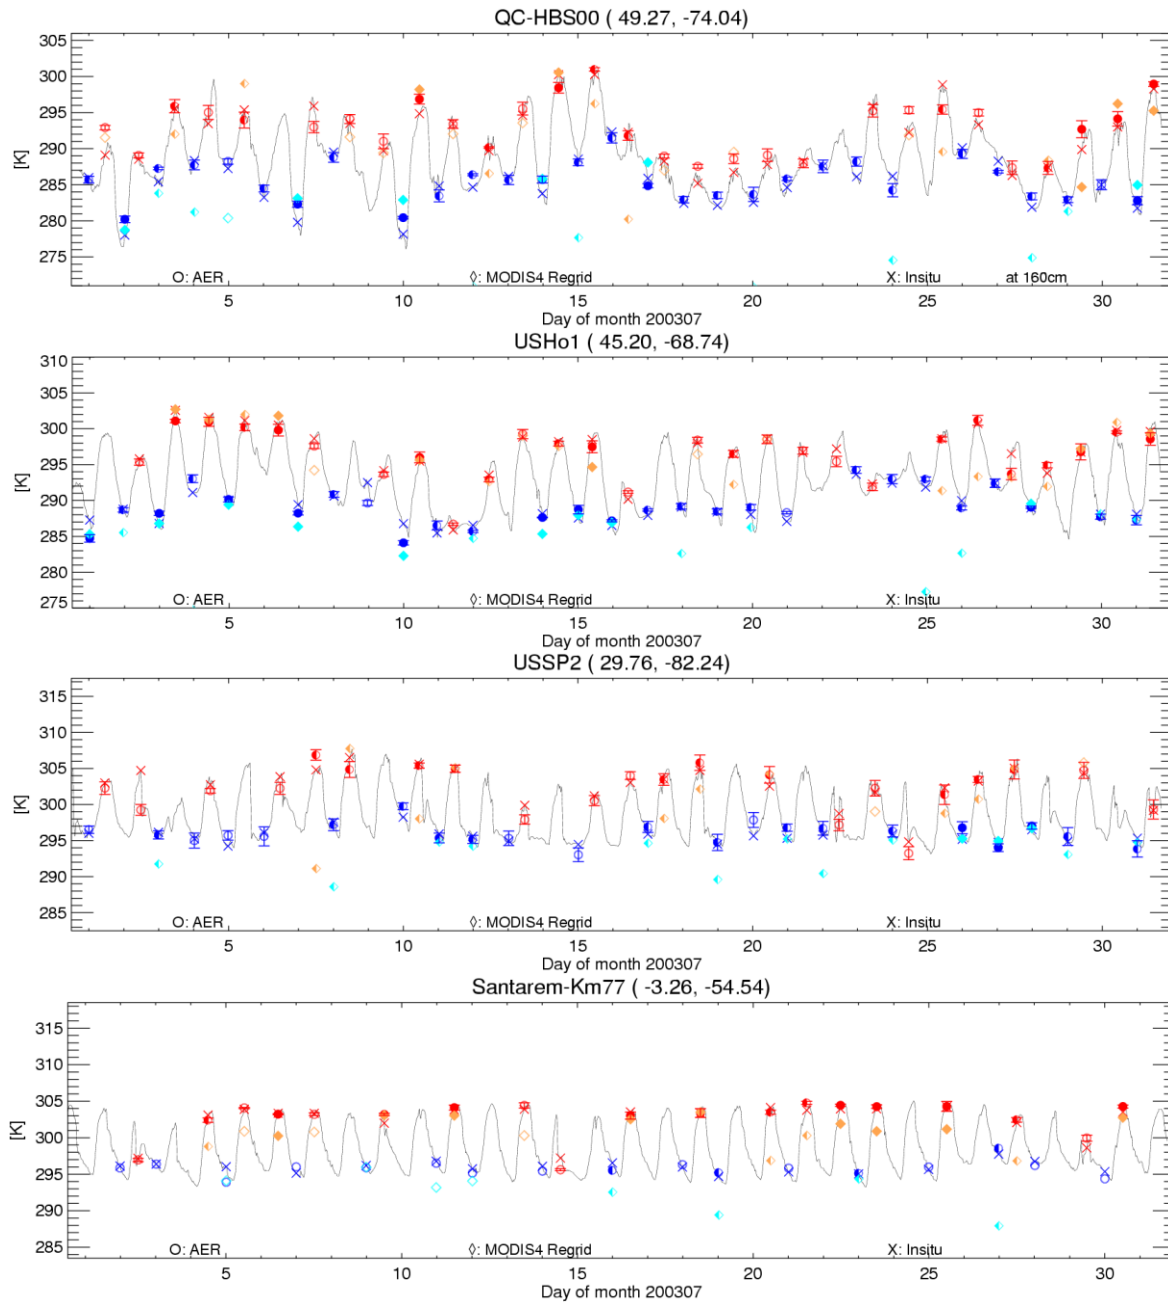 QC-HBS00 ( 49.27, -74.04)
305
300
295
290
285
280
275
[K]
O: AER ◊: MODIS4 Regrid X: Insitu at 160cm
5 10 15 20 25 30
Day of month 200307
USHo1 ( 45.20, -68.74)
310
305
300
295
290
285
280
275
[K]
O: AER ◊: MODIS4 Regrid X: Insitu
5 10 15 20 25 30
Day of month 200307
USSP2 ( 29.76, -82.24)
315
310
305
300
295
290
285
[K]
O: AER ◊: MODIS4 Regrid X: Insitu
5 10 15 20 25 30
Day of month 200307
Santarem-Km77 ( -3.26, -54.54)
315
310
305
300
295
290
285
[K]
O: AER ◊: MODIS4 Regrid X: Insitu
5 10 15 20 25 30
Day of month 200307